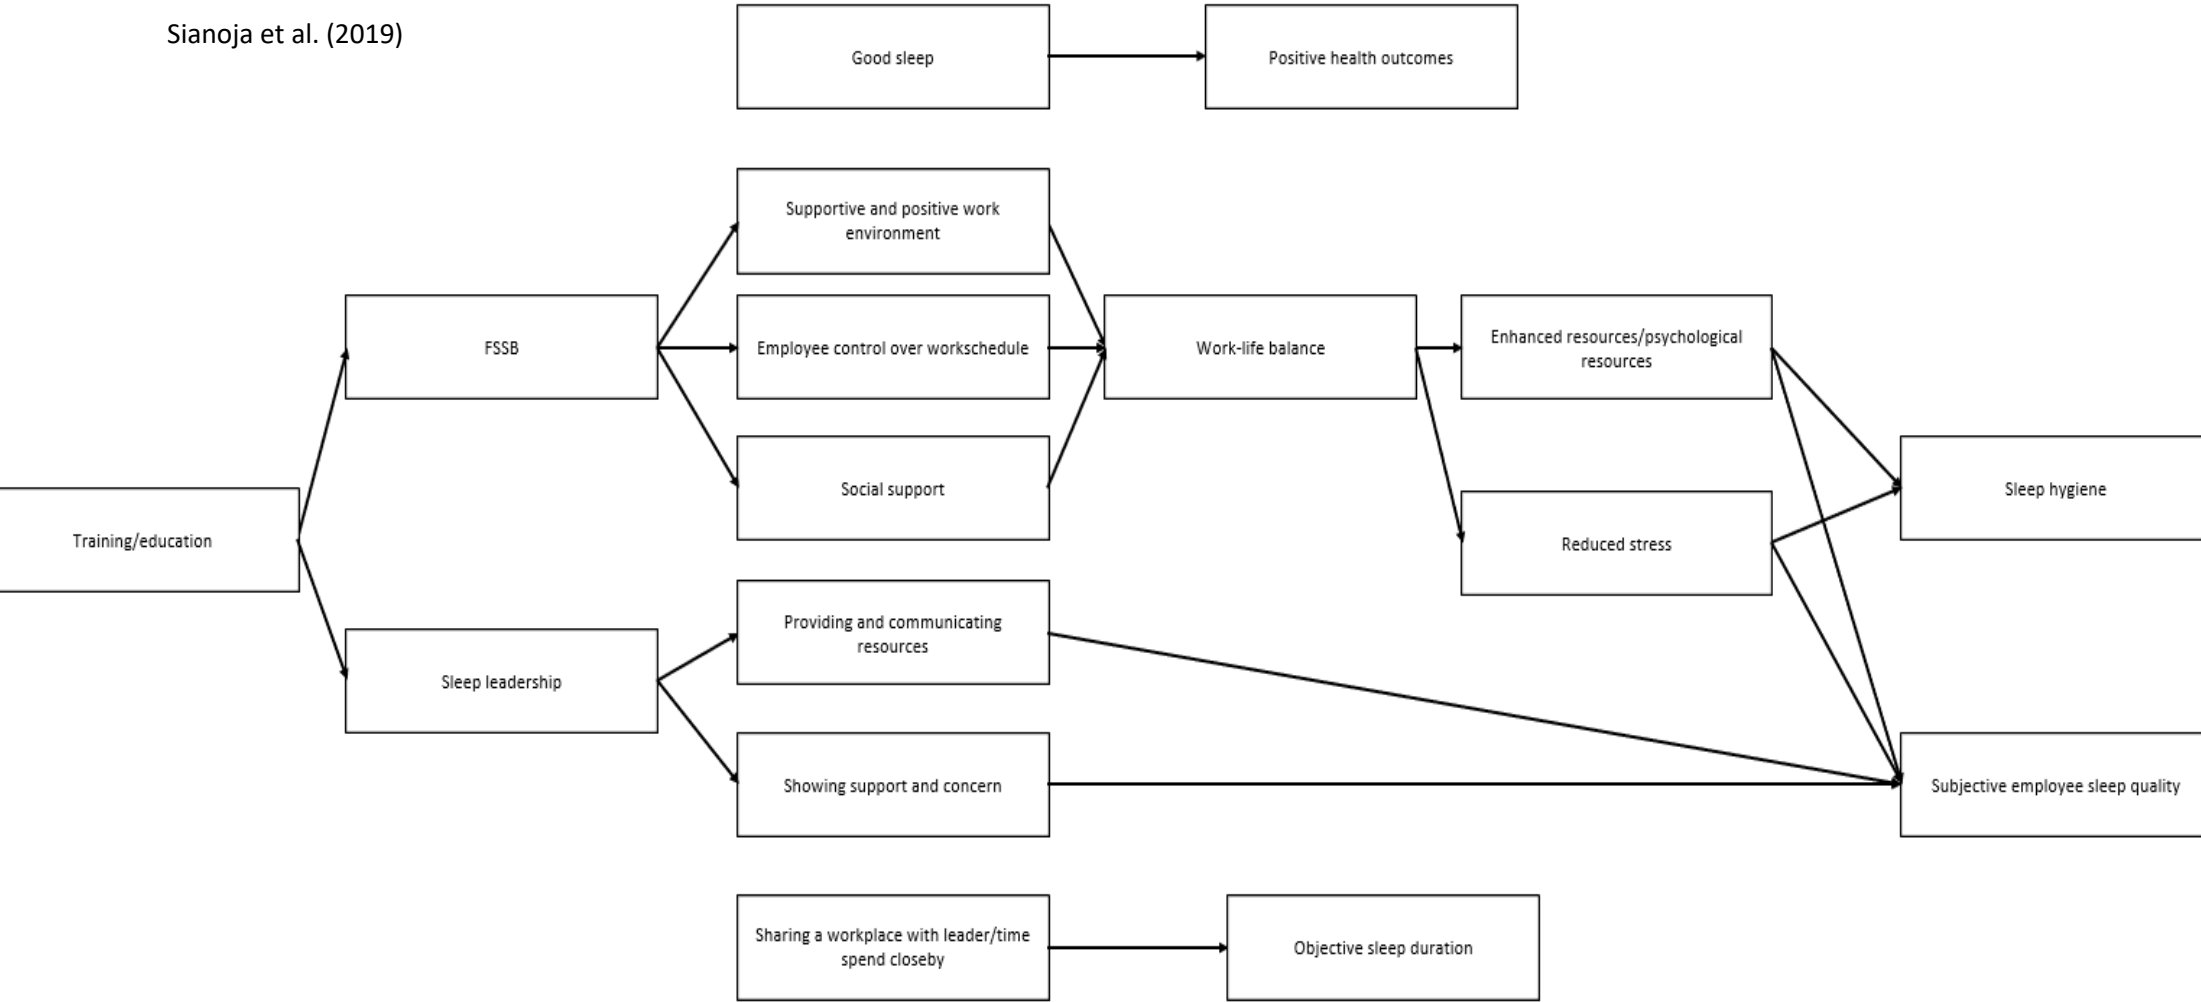 Sianoja et al. (2019)
Good sleep
Positive health outcomes
Supportive and positive work
environment
FSSB
Employee control over workschedule
Work-life balance
Enhanced resources/psychological
resources
Social support
Sleep hygiene
Training/education
Reduced stress
Providing and communicating
resources
Sleep leadership
Showing support and concern
Subjective employee sleep quality
Sharing a workplace with leader/time
spend closeby
Objective sleep duration